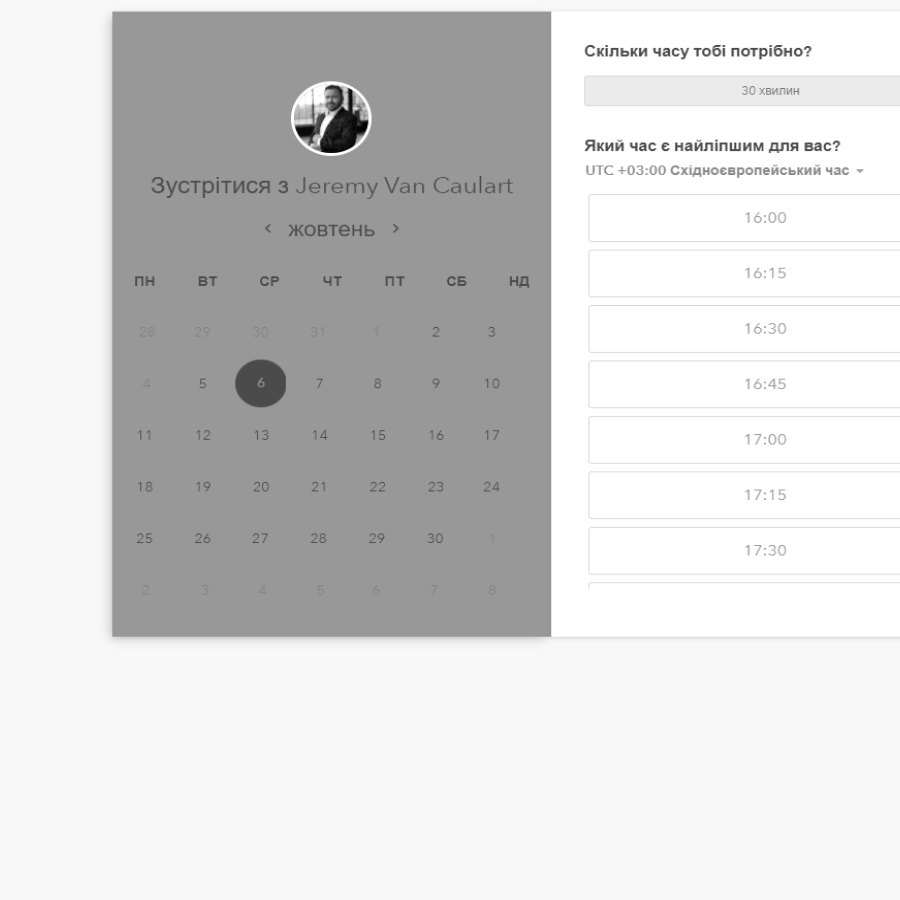 Зустрітися з Jeremy Van Caulart
жовтень
ПН ВТ СР ЧТ ПТ СБ НД
28 29 30 31 1 2 3
4 5 6 7 8 9 10
11 12 13 14 15 16 17
18 19 20 21 22 23 24
25 26 27 28 29 30 1
2 3 4 5 6 7 8
Скільки часу тобі потрібно?
30 хвилин
Який час є найліпшим для вас?
UTC +03:00 Східноєвропейський час
16:00
16:15
16:30
16:45
17:00
17:15
17:30